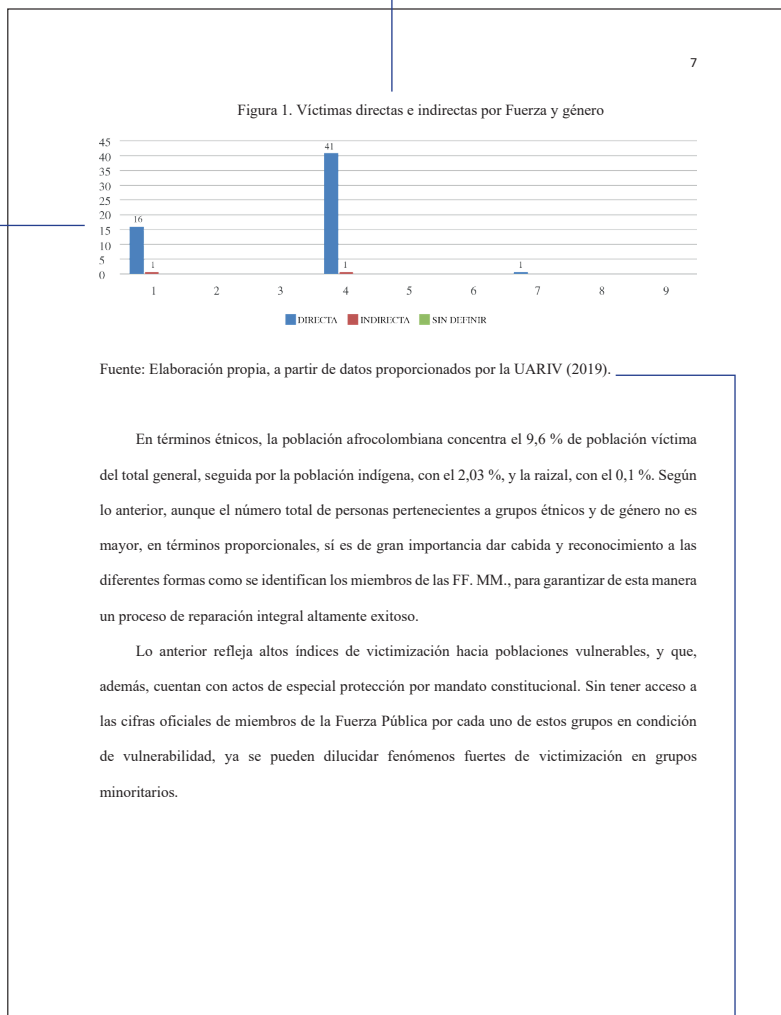 7
Figura 1. Víctimas directas e indirectas por Fuerza y género
45
40
35
30
25
20
15
10
5
0
16
1
41
1
1
1 2 3 4 5 6 7 8 9
DIRECTA INDIRECTA SIN DEFINIR
Fuente: Elaboración propia, a partir de datos proporcionados por la UARIV (2019).
En términos étnicos, la población afrocolombiana concentra el 9,6 % de población víctima
del total general, seguida por la población indígena, con el 2,03 %, y la raizal, con el 0,1 %. Según
lo anterior, aunque el número total de personas pertenecientes a grupos étnicos y de género no es
mayor, en términos proporcionales, sí es de gran importancia dar cabida y reconocimiento a las
diferentes formas como se identifican los miembros de las FF. MM., para garantizar de esta manera
un proceso de reparación integral altamente exitoso.
Lo anterior refleja altos índices de victimización hacia poblaciones vulnerables, y que,
además, cuentan con actos de especial protección por mandato constitucional. Sin tener acceso a
las cifras oficiales de miembros de la Fuerza Pública por cada uno de estos grupos en condición
de vulnerabilidad, ya se pueden dilucidar fenómenos fuertes de victimización en grupos
minoritarios.